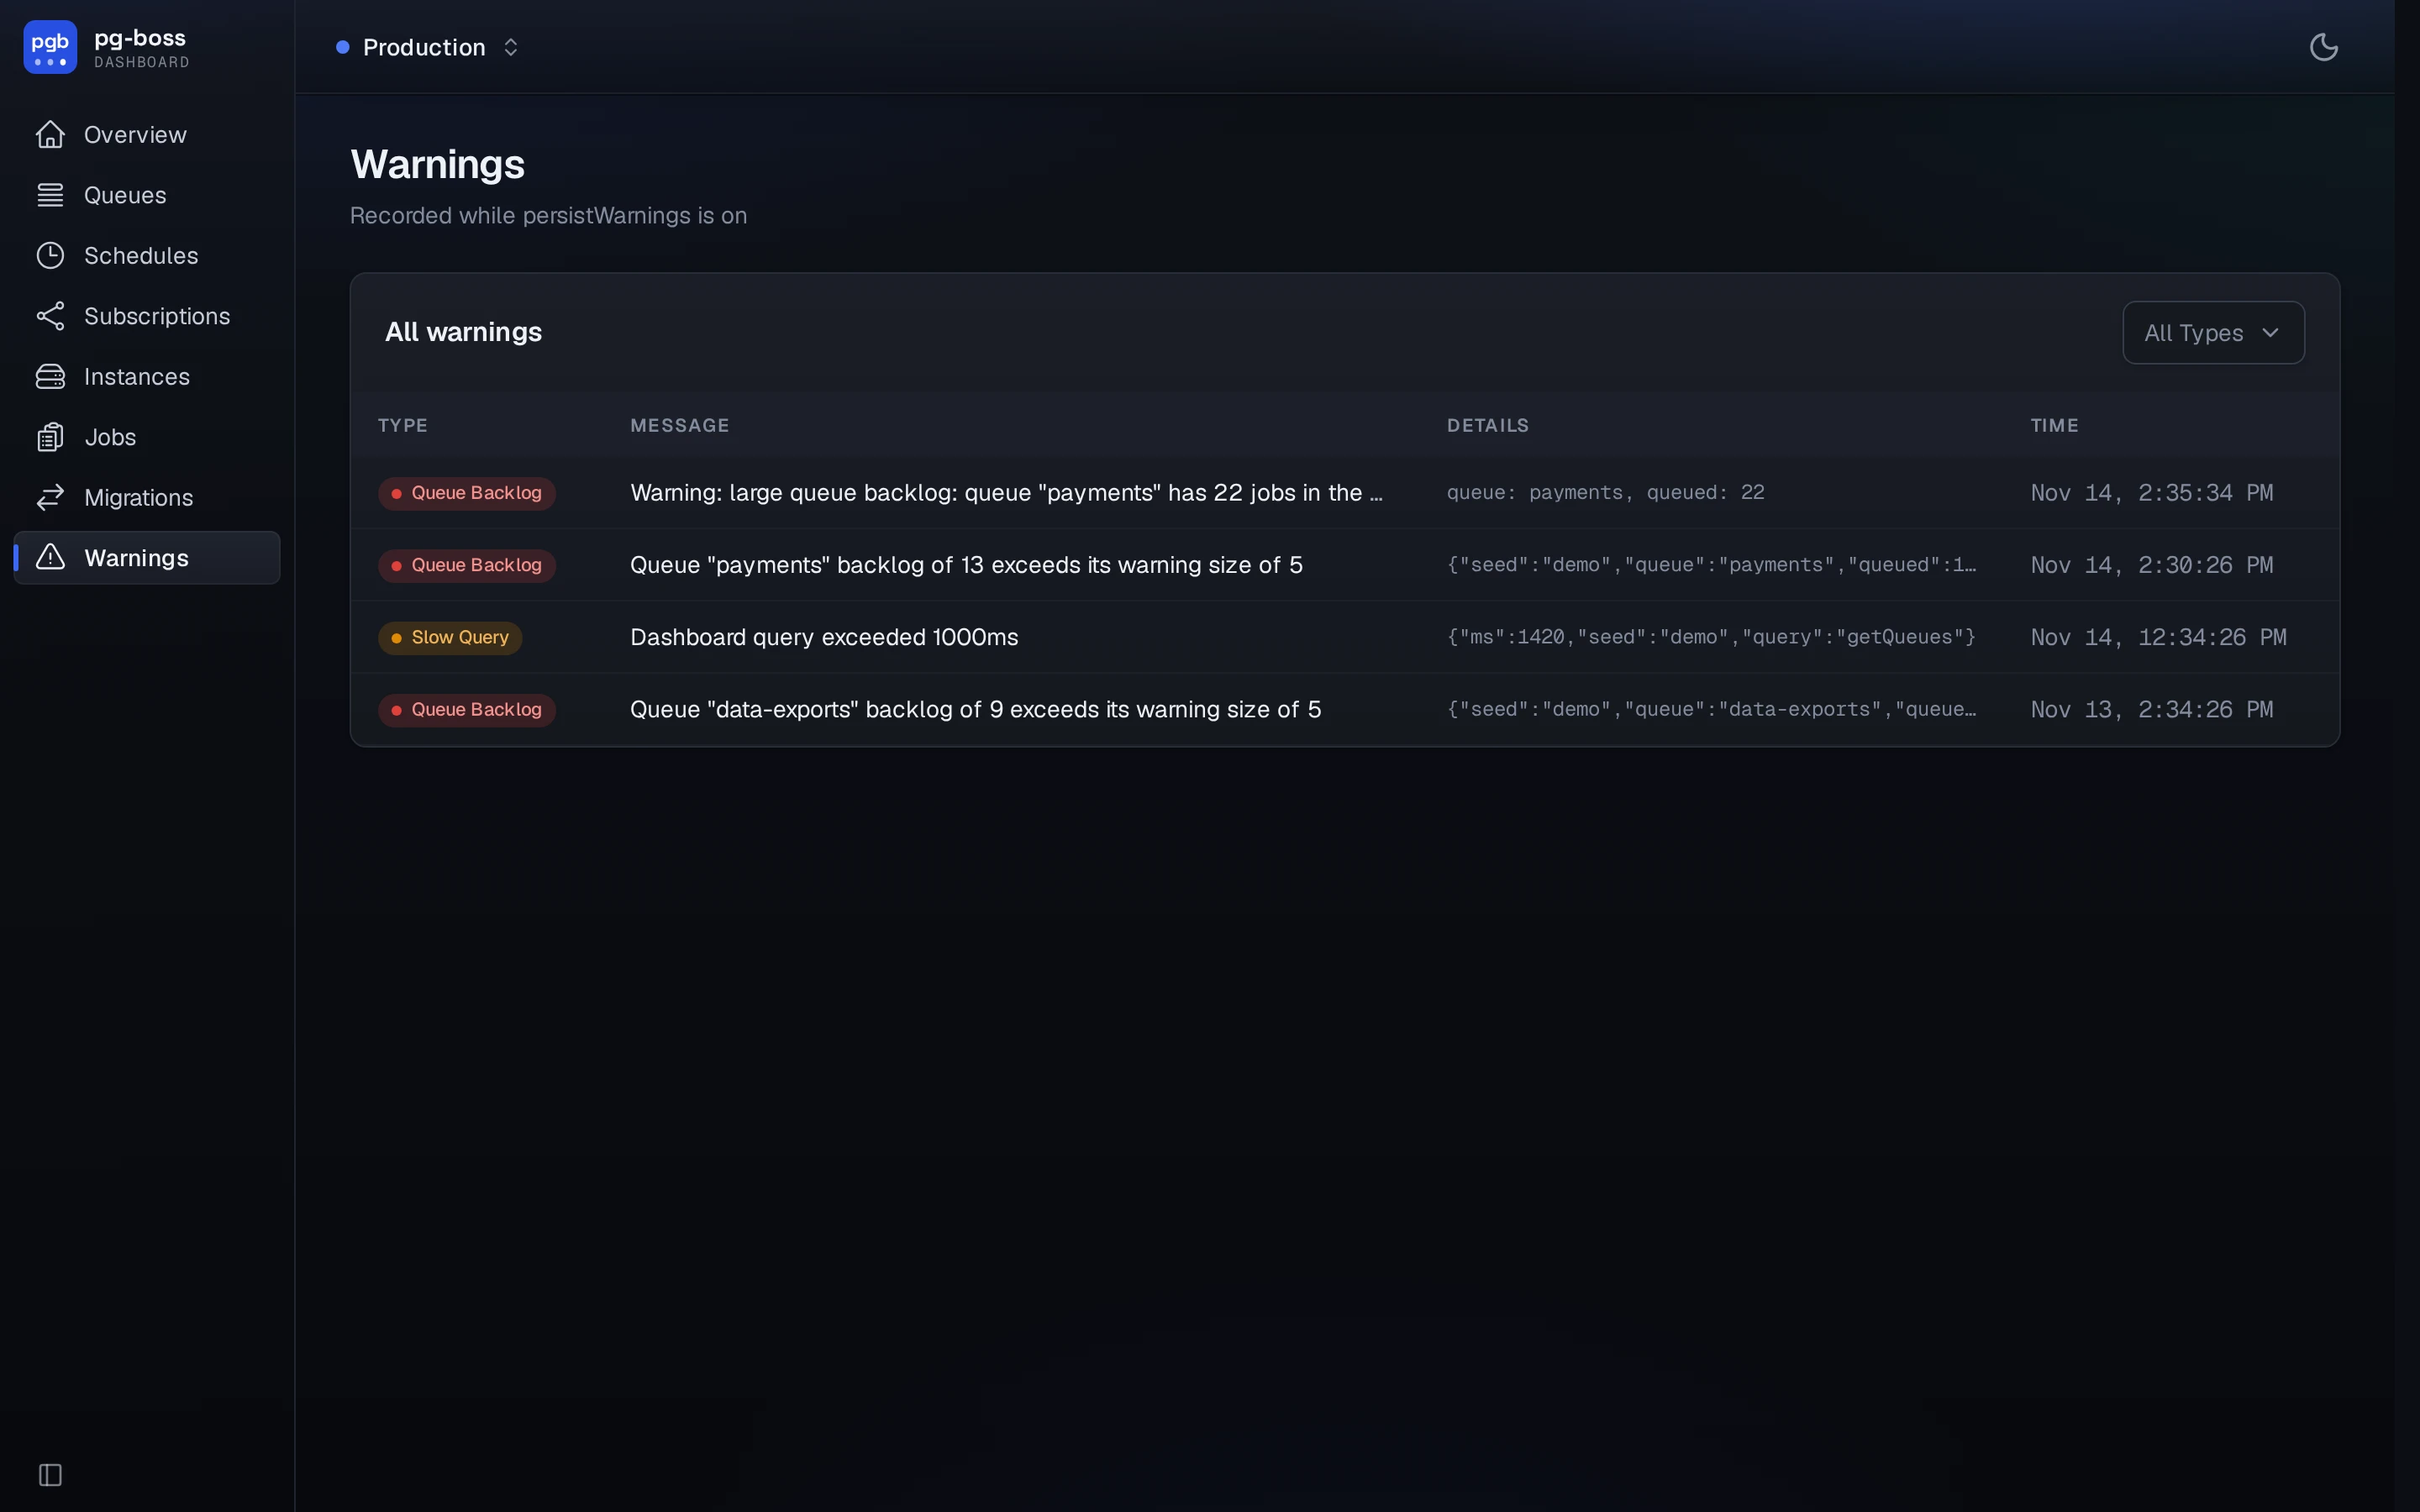 pgb
pg-boss
DASHBOARD
Production
Overview
Queues
Schedules
Subscriptions
Instances
Jobs
Migrations
Warnings
Warnings
Recorded while persistWarnings is on
All warnings
All Types
TYPE MESSAGE DETAILS TIME
Queue Backlog Warning: large queue backlog: queue "payments" has 22 jobs in the … queue: payments, queued: 22 Nov 14, 2:35:34 PM
Queue Backlog Queue "payments" backlog of 13 exceeds its warning size of 5 {"seed":"demo","queue":"payments","queued":1… Nov 14, 2:30:26 PM
Slow Query Dashboard query exceeded 1000ms {"ms":1420,"seed":"demo","query":"getQueues"} Nov 14, 12:34:26 PM
Queue Backlog Queue "data-exports" backlog of 9 exceeds its warning size of 5 {"seed":"demo","queue":"data-exports","queue… Nov 13, 2:34:26 PM